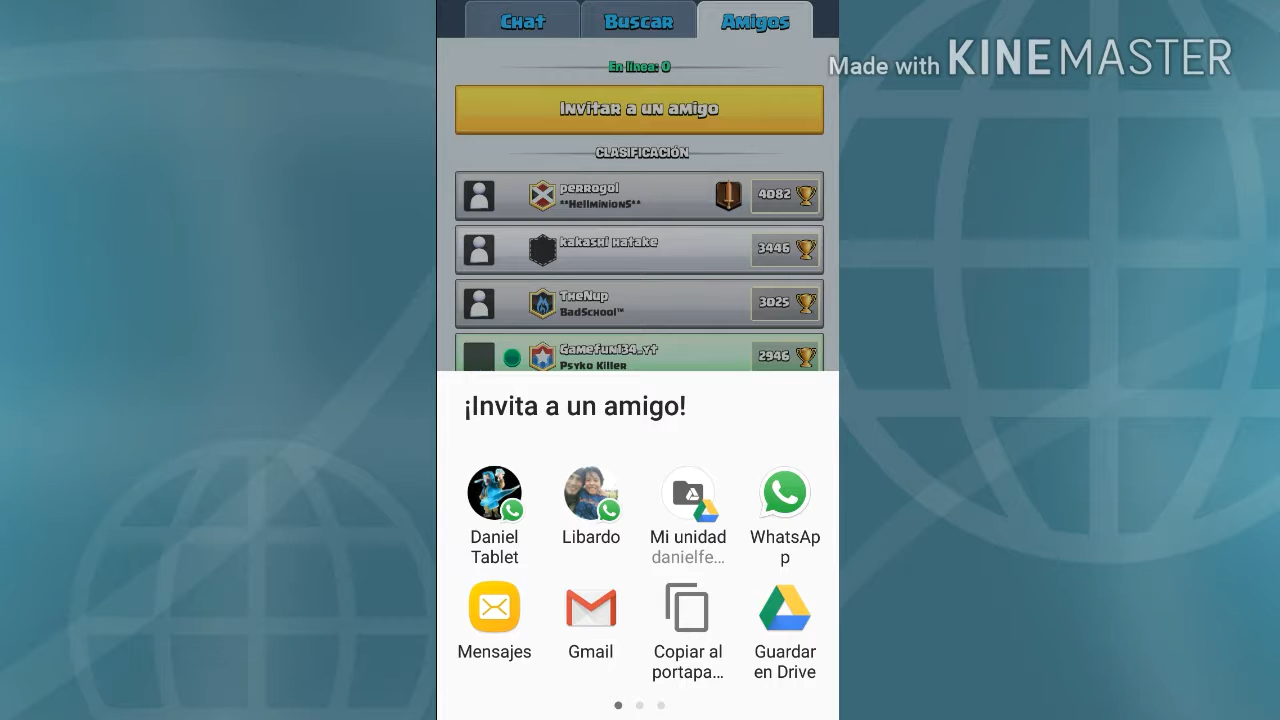 Chat Buscar Amigos
Made with KINEMASTER
En línea: 0
Invitar a un amigo
CLASIFICACIÓN
perrogol
**HellminionS**
4082
kakashi Hatake
3446
TheNup
BadSchool™
3025
Gamefun134_yt
Psyko Killer
2946
¡Invita a un amigo!
Daniel
Tablet
Libardo
Mi unidad
danielfe...
WhatsAp
p
Mensajes
Gmail
Copiar al
portapa...
Guardar
en Drive